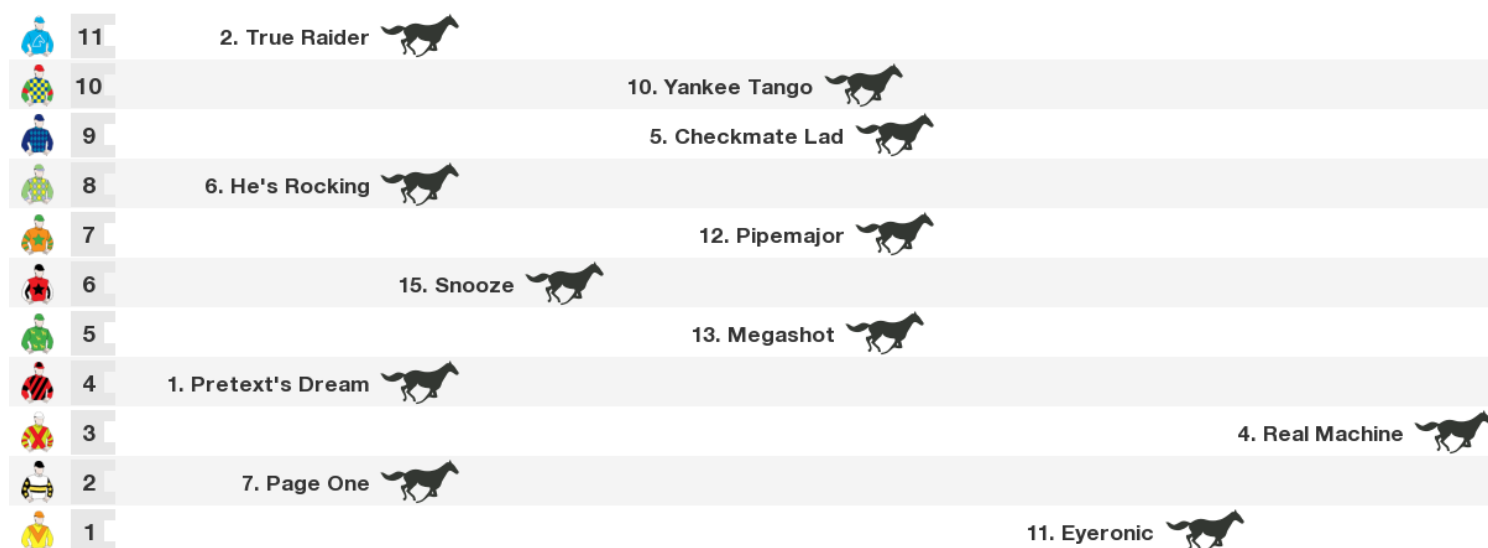 11 2. True Raider
10 10. Yankee Tango
9 5. Checkmate Lad
8 6. He's Rocking
7 12. Pipemajor
6 15. Snooze
5 13. Megashot
4 1. Pretext's Dream
3 4. Real Machine
2 7. Page One
1 11. Eyeronic